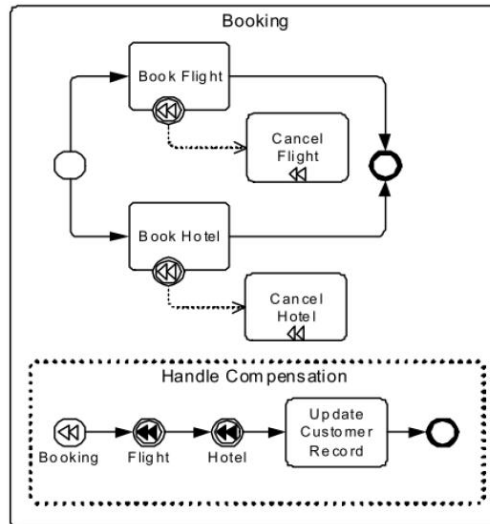 Booking
Book Flight
Cancel
Flight
Book Hotel
Cancel
Hotel
Handle Compensation
Booking
Flight
Hotel
Update
Customer
Record